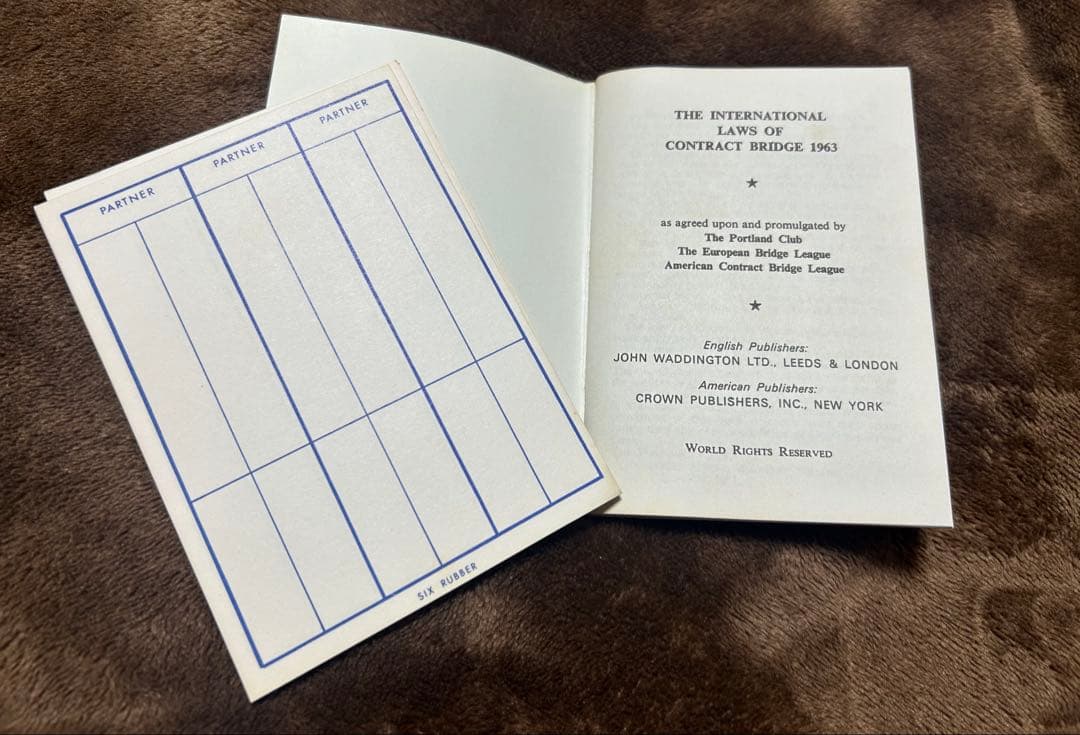 PARTNER
PARTNER
PARTNER
SIX RUBBER
THE INTERNATIONAL
LAWS OF
CONTRACT BRIDGE 1963
as agreed upon and promulgated by
The Portland Club
The European Bridge League
American Contract Bridge League
English Publishers:
JOHN WADDINGTON LTD., LEEDS & LONDON
American Publishers:
CROWN PUBLISHERS, INC., NEW YORK
WORLD RIGHTS RESERVED